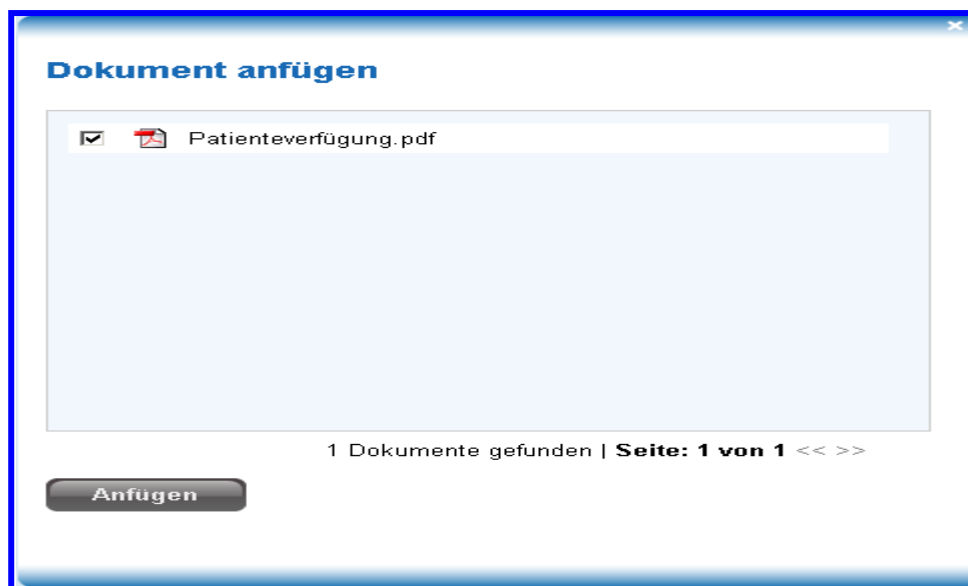 Dokument anfügen
Patienteverfügung.pdf
1 Dokumente gefunden | Seite: 1 von 1 << >>
Anfügen